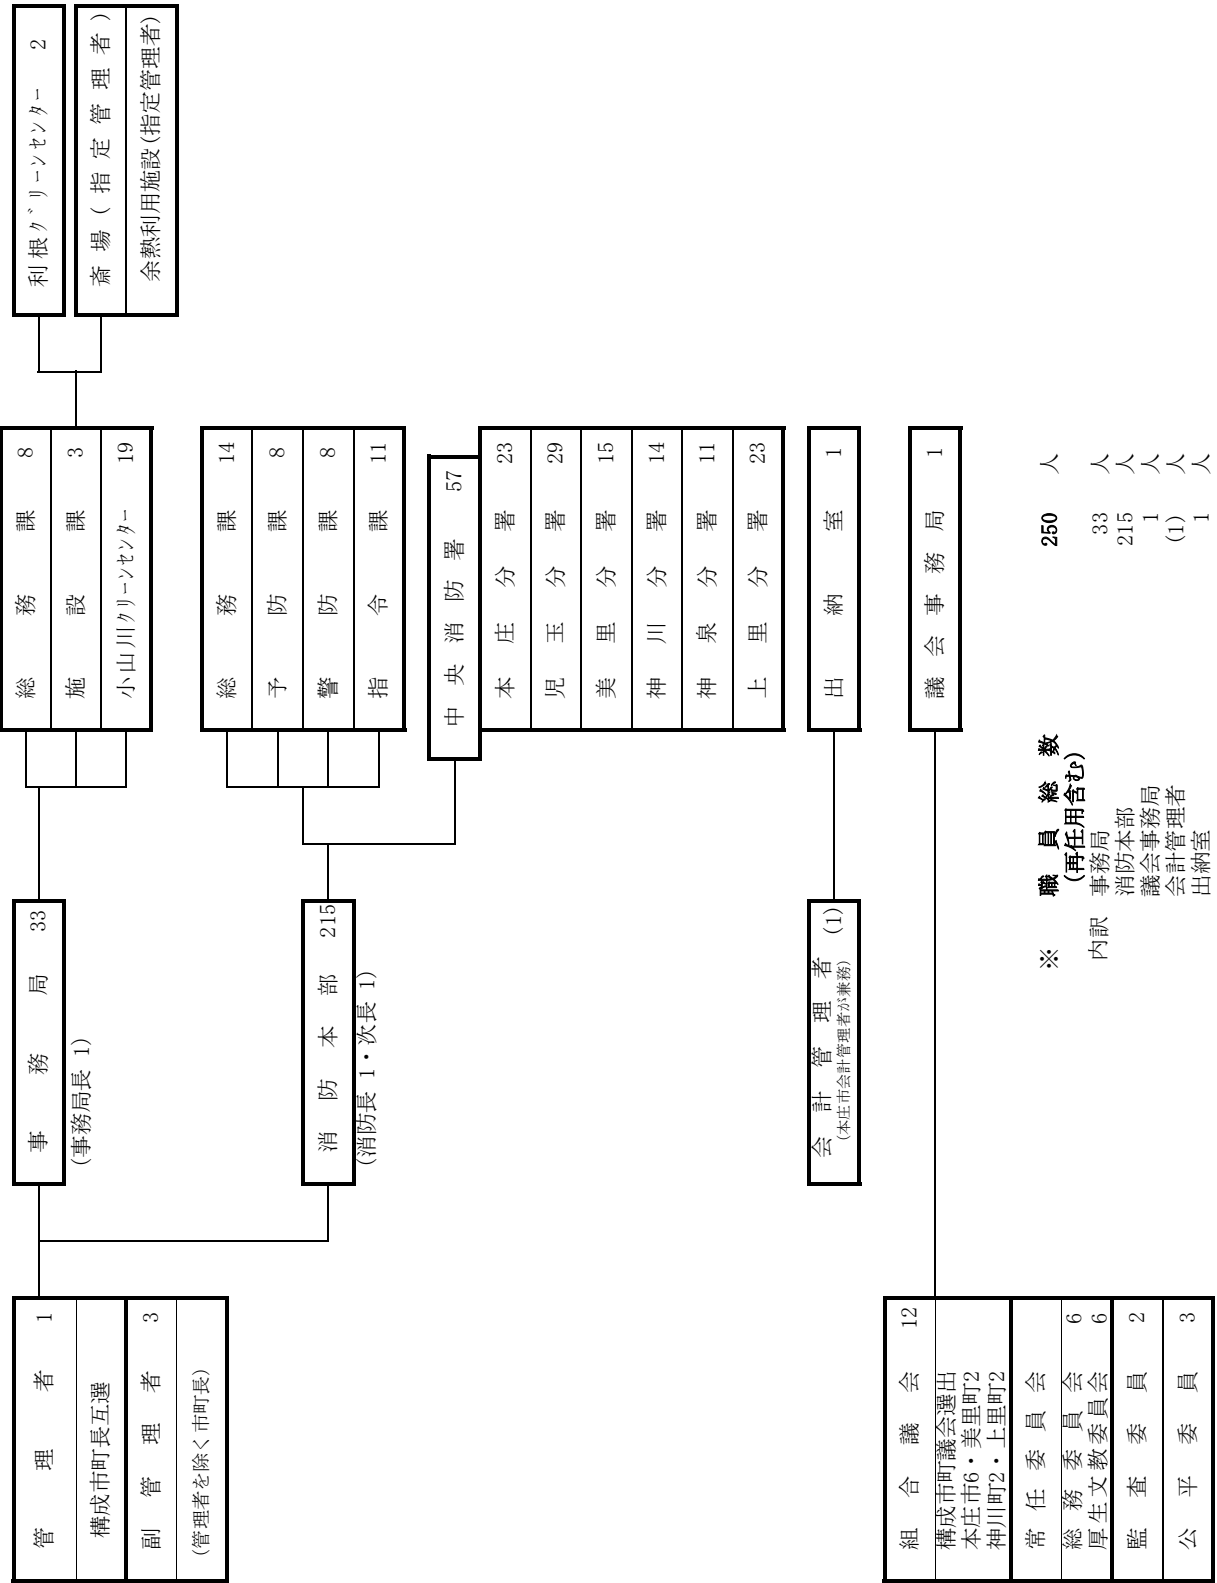 管理者 1
構成市町長互選
副管理者 3
(管理者を除く市町長)
事務局 33
(事務局長 1)
総務課 8
施設課 3
小山川クリーンセンター 19
利根グリーンセンター 2
斎場(指定管理者)
余熱利用施設(指定管理者)
消防本部 215
(消防長 1・次長 1)
総務課 14
予防課 8
警防課 8
指令課 11
中央消防署 57
本庄分署 23
児玉分署 29
美里分署 15
神川分署 14
神泉分署 11
上里分署 23
会計管理者 (1)
(本庄市会計管理者が兼務)
出納室 1
組合議会 12
構成市町議会選出
本庄市6・美里町2
神川町2・上里町2
常任委員会
総務委員会 6
厚生文教委員会 6
監査委員 2
公平委員 3
議会事務局 1
※ 職員総数 250 人
(再任用含む)
内訳 事務局 33 人
消防本部 215 人
議会事務局 1 人
会計管理者 (1) 人
出納室 1 人